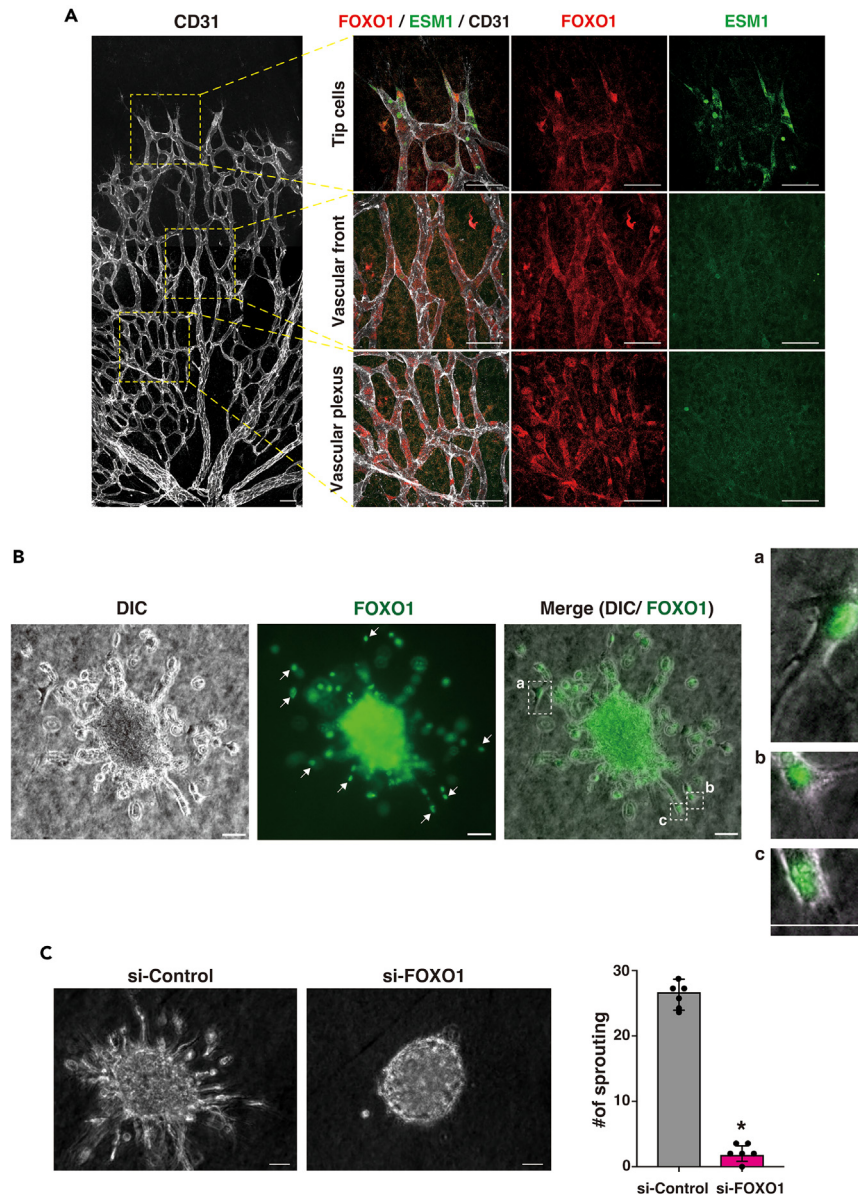 A
CD31
FOXO1 / ESM1 / CD31
FOXO1
ESM1
Tip cells
Vascular front
Vascular plexus
B
DIC
FOXO1
Merge (DIC/ FOXO1)
a
b
c
a
b
c
C
si-Control
si-FOXO1
#of sprouting
30
20
10
0
*
si-Control
si-FOXO1